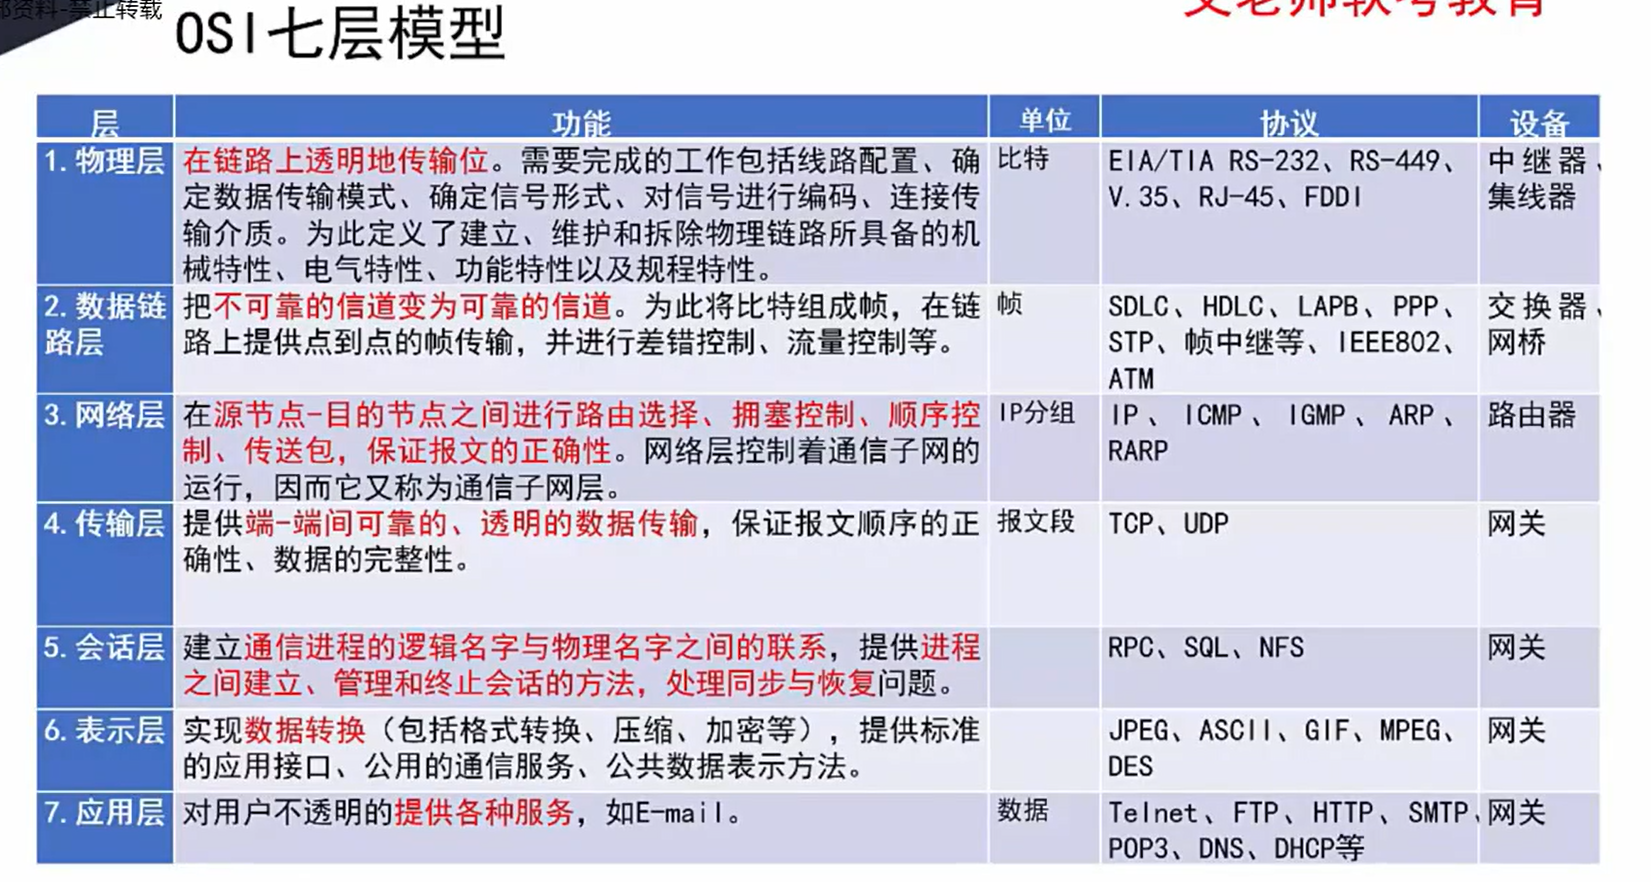 部资料-禁止转载
OSI七层模型
文老师软考教育
层 功能 单位 协议 设备
1. 物理层 在链路上透明地传输位。需要完成的工作包括线路配置、确 比特 EIA/TIA RS-232、RS-449、 中继器、
定数据传输模式、确定信号形式、对信号进行编码、连接传 V.35、RJ-45、FDDI 集线器
输介质。为此定义了建立、维护和拆除物理链路所具备的机
械特性、电气特性、功能特性以及规程特性。
2. 数据链 把不可靠的信道变为可靠的信道。为此将比特组成帧，在链 帧 SDLC、HDLC、LAPB、PPP、 交换器、
路层 路上提供点到点的帧传输，并进行差错控制、流量控制等。 STP、帧中继等、IEEE802、 网桥
ATM
3. 网络层 在源节点-目的节点之间进行路由选择、拥塞控制、顺序控 IP分组 IP、ICMP、IGMP、ARP、 路由器
制、传送包，保证报文的正确性。网络层控制着通信子网的 RARP
运行，因而它又称为通信子网层。
4. 传输层 提供端-端间可靠的、透明的数据传输，保证报文顺序的正 报文段 TCP、UDP 网关
确性、数据的完整性。
5. 会话层 建立通信进程的逻辑名字与物理名字之间的联系，提供进程 RPC、SQL、NFS 网关
之间建立、管理和终止会话的方法，处理同步与恢复问题。
6. 表示层 实现数据转换（包括格式转换、压缩、加密等），提供标准 JPEG、ASCII、GIF、MPEG、 网关
的应用接口、公用的通信服务、公共数据表示方法。 DES
7. 应用层 对用户不透明的提供各种服务，如E-mail。 数据 Telnet、FTP、HTTP、SMTP、 网关
POP3、DNS、DHCP等